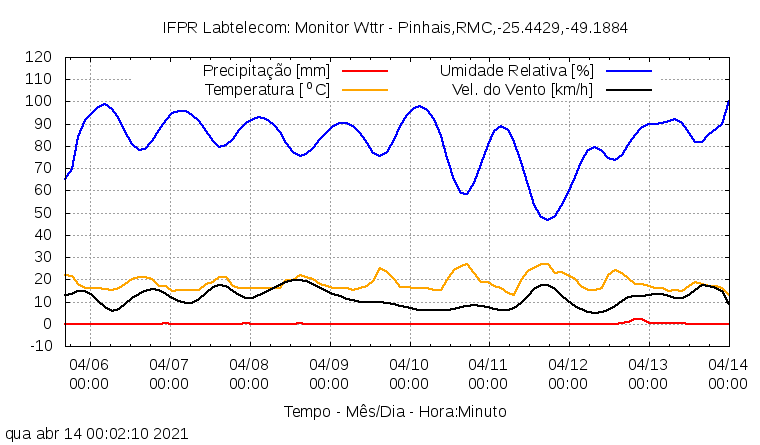 IFPR Labtelecom: Monitor Wttr - Pinhais,RMC,-25.4429,-49.1884
120
110
100
90
80
70
60
50
40
30
20
10
0
-10
Precipitação [mm]
Temperatura [⁰C]
Umidade Relativa [%]
Vel. do Vento [km/h]
04/06 04/07 04/08 04/09 04/10 04/11 04/12 04/13 04/14
00:00 00:00 00:00 00:00 00:00 00:00 00:00 00:00 00:00
Tempo - Mês/Dia - Hora:Minuto
qua abr 14 00:02:10 2021